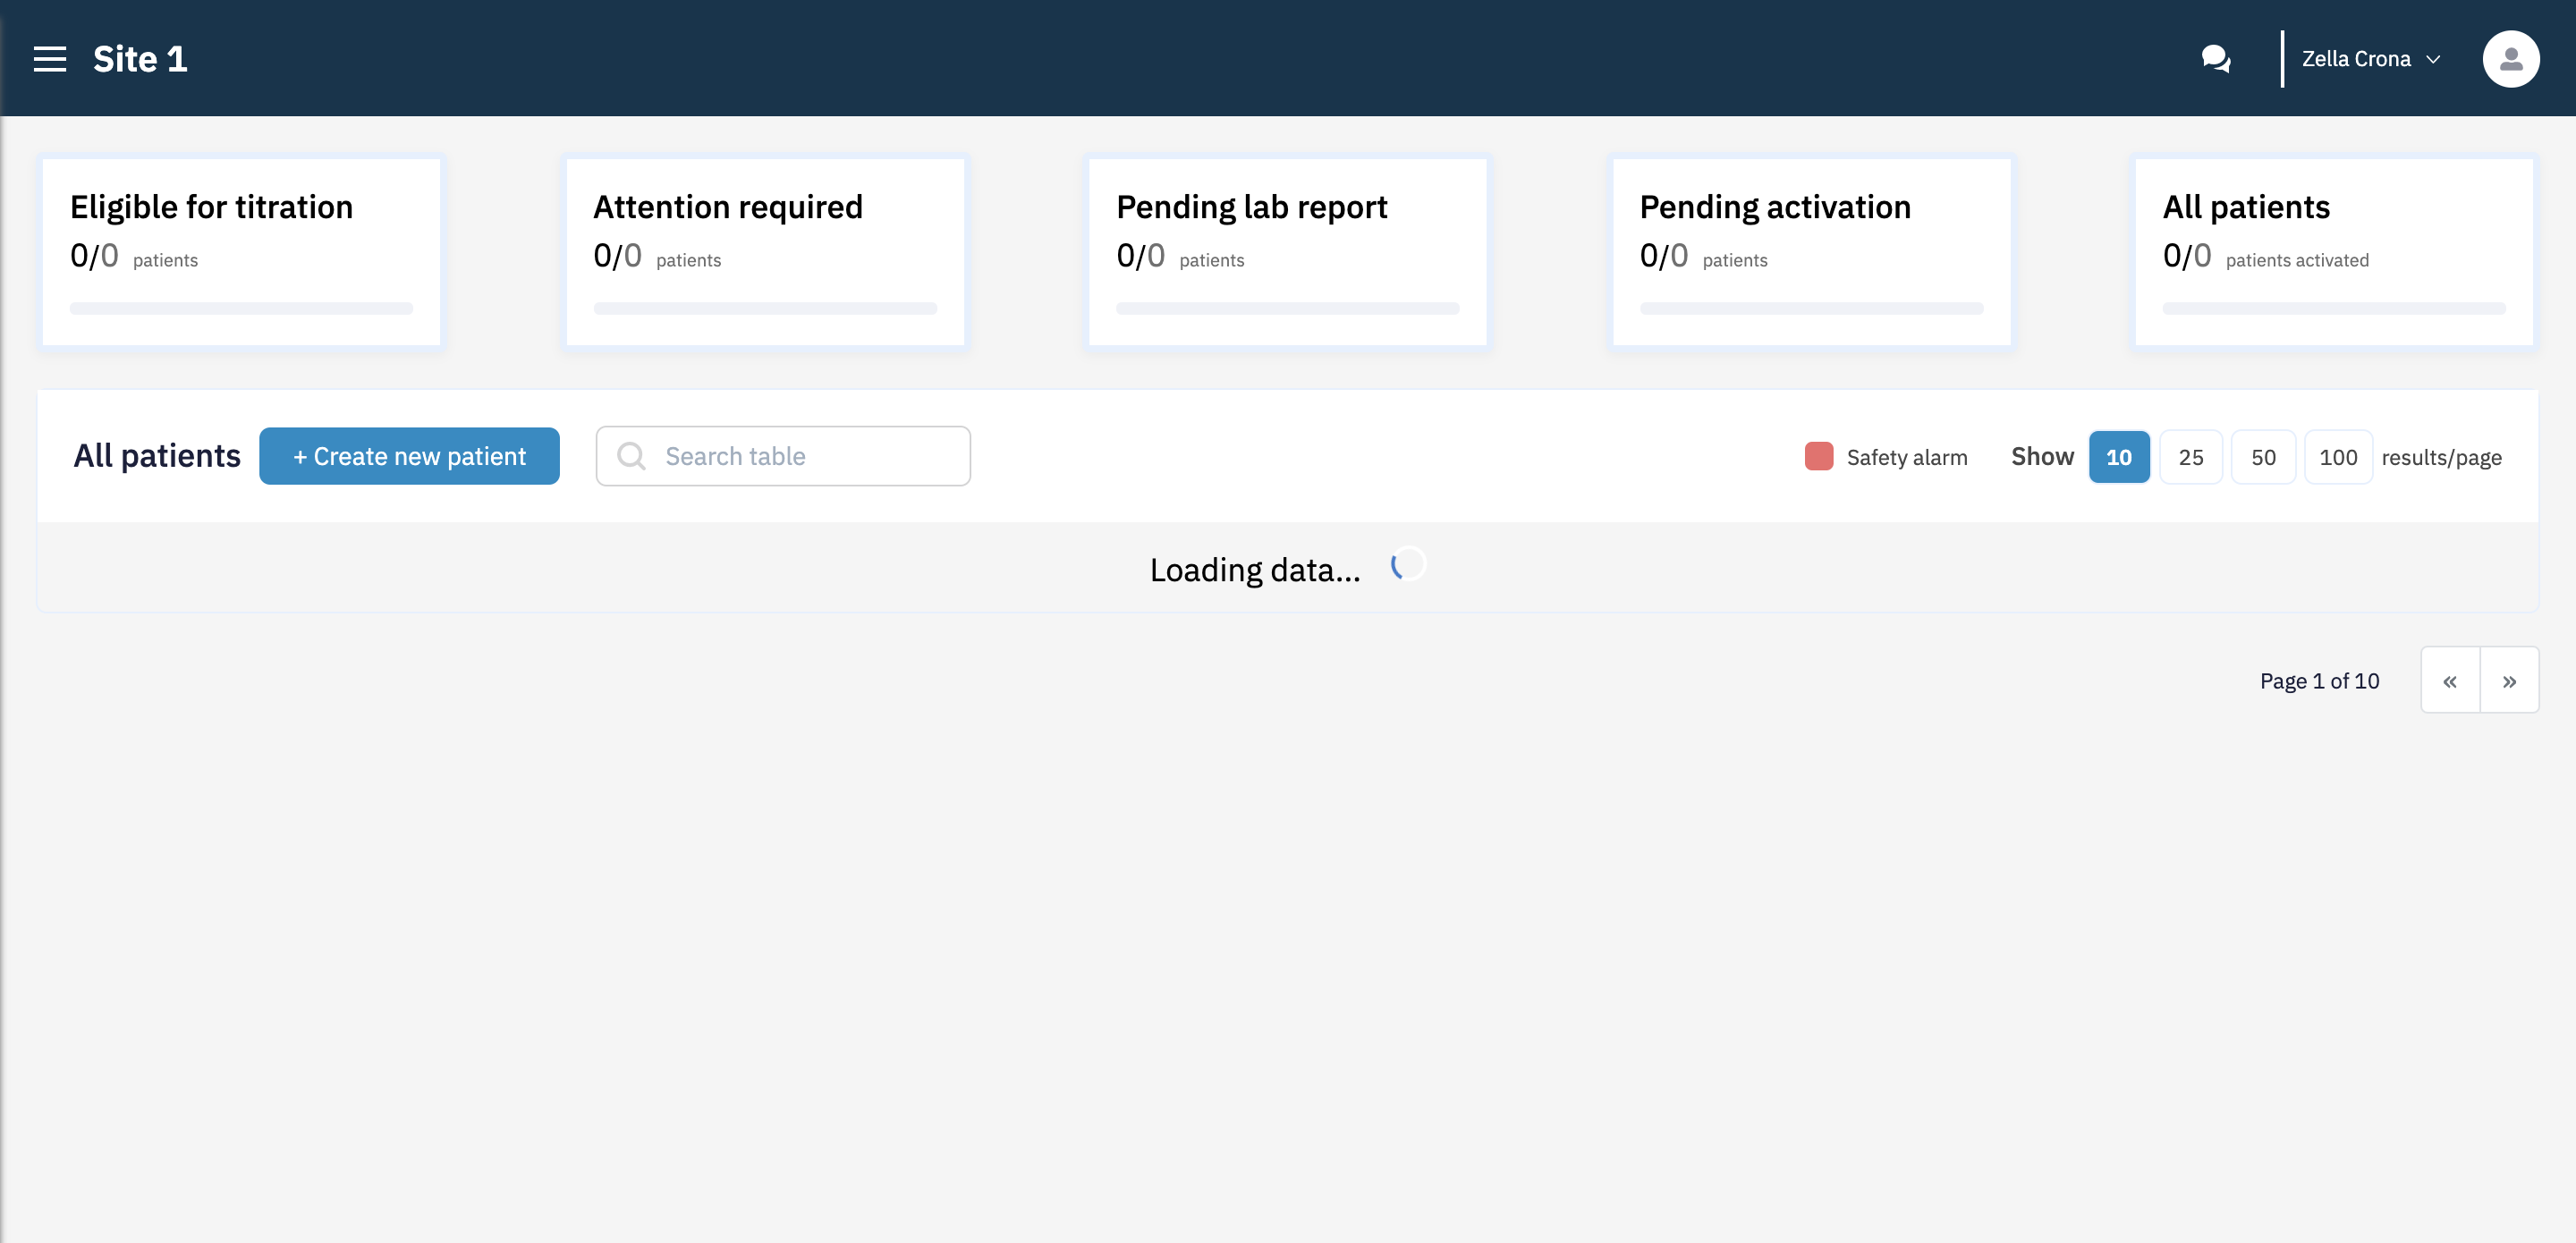 Site 1
Zella Crona
Eligible for titration
0/0 patients
Attention required
0/0 patients
Pending lab report
0/0 patients
Pending activation
0/0 patients
All patients
0/0 patients activated
All patients
+ Create new patient
Search table
Safety alarm
Show 10 25 50 100 results/page
Loading data...
Page 1 of 10
« »